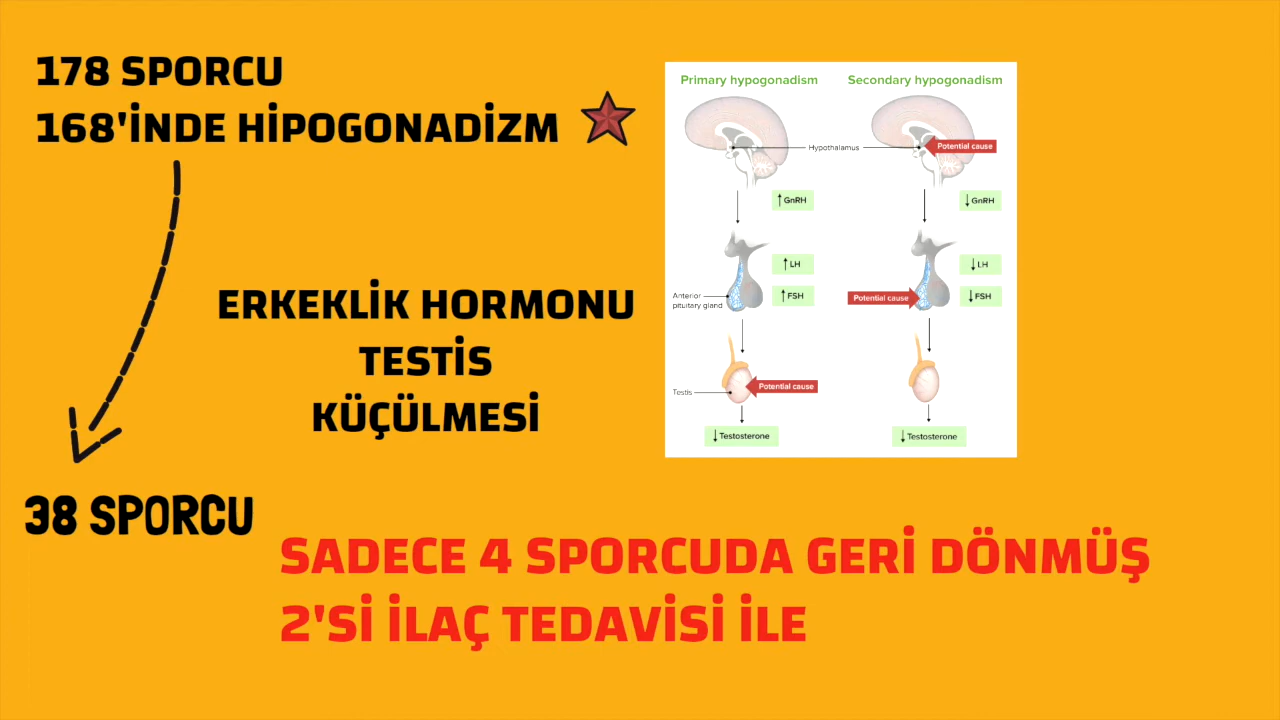 178 SPORCU
168'İNDE HİPOGONADİZM
ERKEKLİK HORMONU
TESTİS
KÜÇÜLMESİ
38 SPORCU
SADECE 4 SPORCUDA GERİ DÖNMÜŞ
2'Sİ İLAÇ TEDAVİSİ İLE
Primary hypogonadism
Secondary hypogonadism
Hypothalamus
Potential cause
↑ GnRH
↓ GnRH
↑ LH
↓ LH
Anterior
pituitary gland
↑ FSH
Potential cause
↓ FSH
Testis
Potential cause
↓ Testosterone
↓ Testosterone